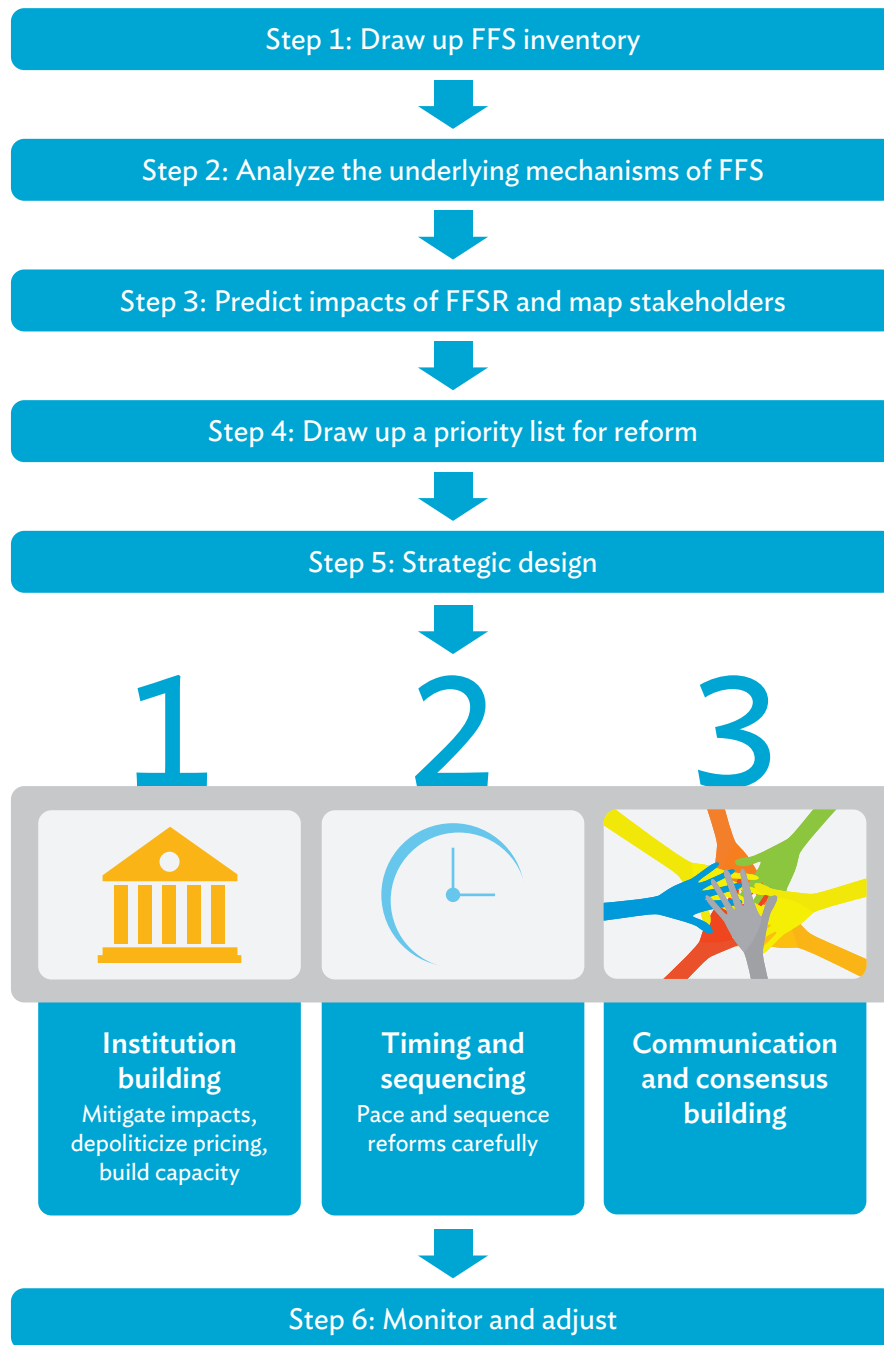 Step 1: Draw up FFS inventory
Step 2: Analyze the underlying mechanisms of FFS
Step 3: Predict impacts of FFSR and map stakeholders
Step 4: Draw up a priority list for reform
Step 5: Strategic design
1
2
3
Institution
building
Mitigate impacts,
depoliticize pricing,
build capacity
Timing and
sequencing
Pace and sequence
reforms carefully
Communication
and consensus
building
Step 6: Monitor and adjust